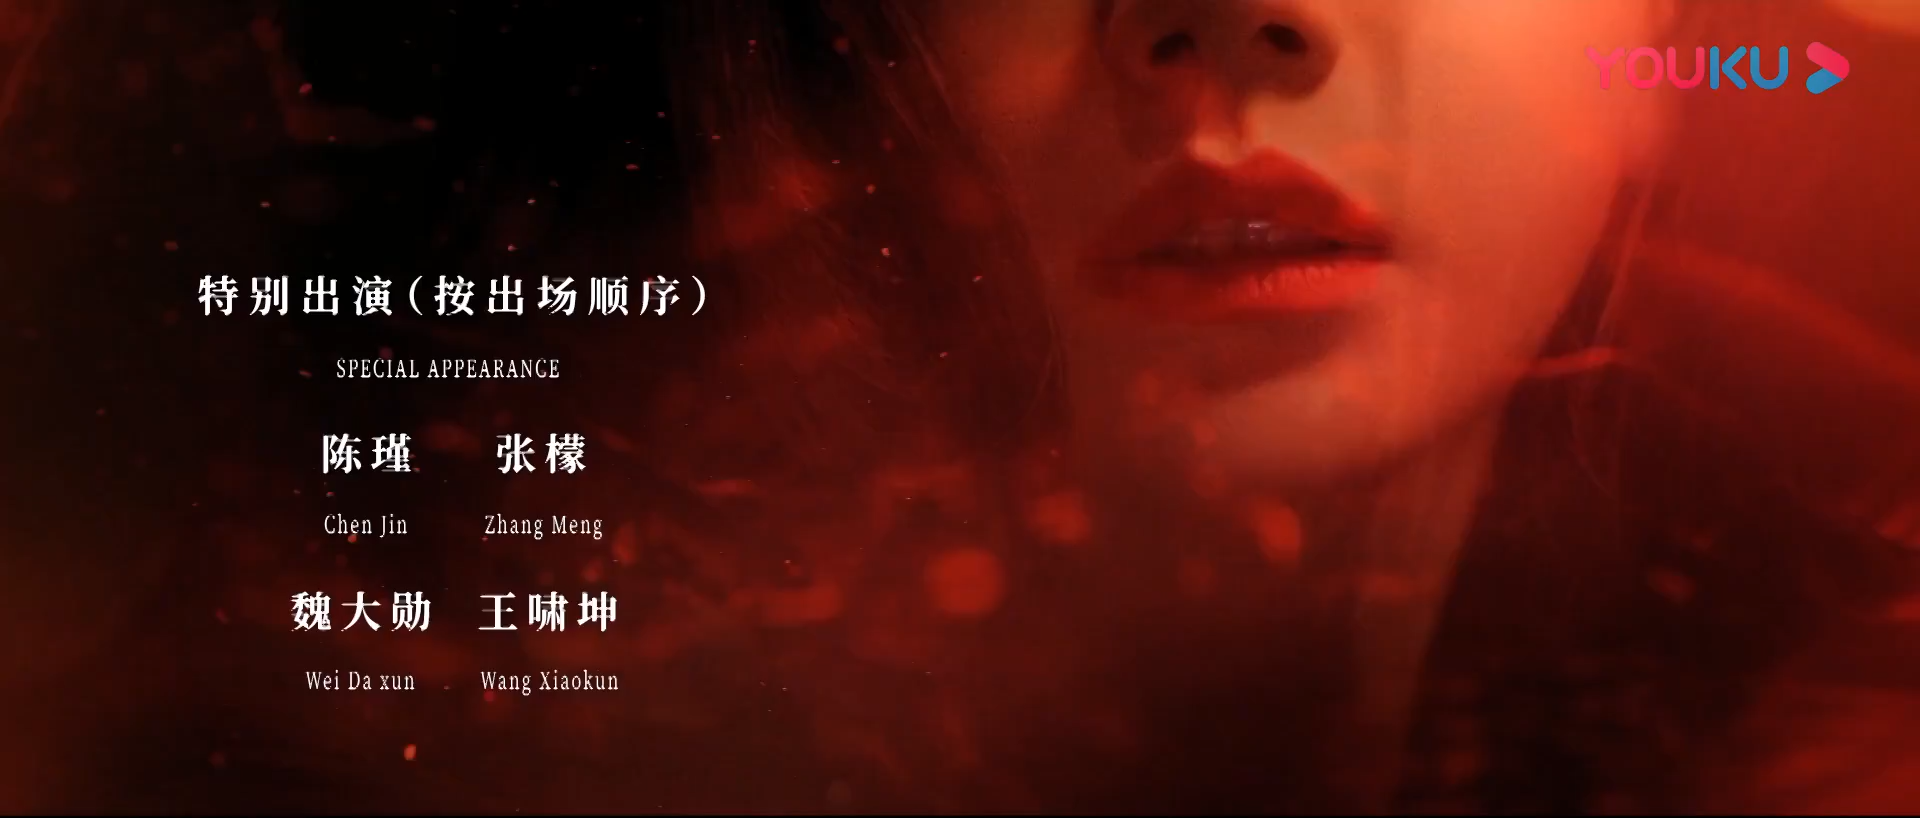 YOUKU
特别出演(按出场顺序)
SPECIAL APPEARANCE
陈瑾 张檬
Chen Jin Zhang Meng
魏大勋 王啸坤
Wei Da xun Wang Xiaokun